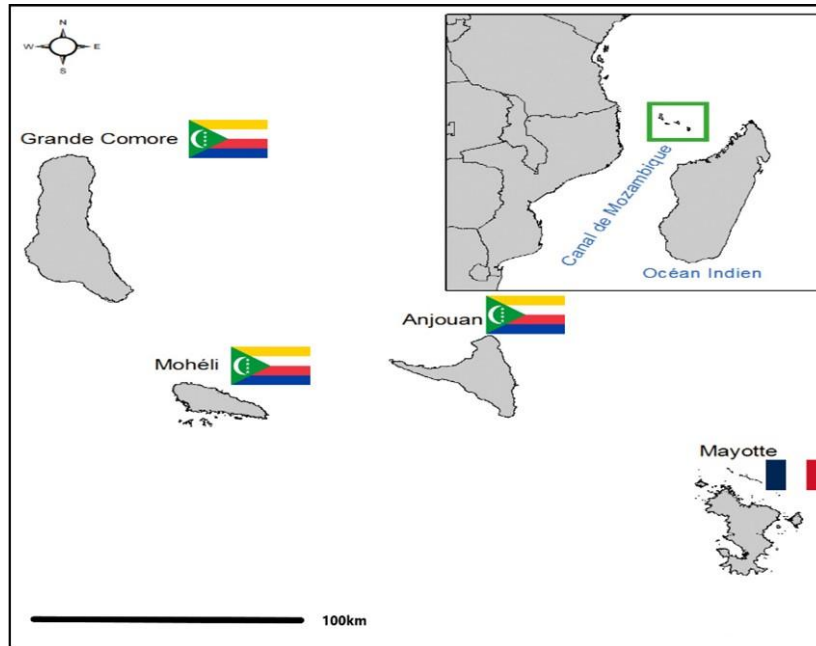 N
W E
S
Grande Comore
Canal de Mozambique
Océan Indien
Anjouan
Mohéli
Mayotte
100km